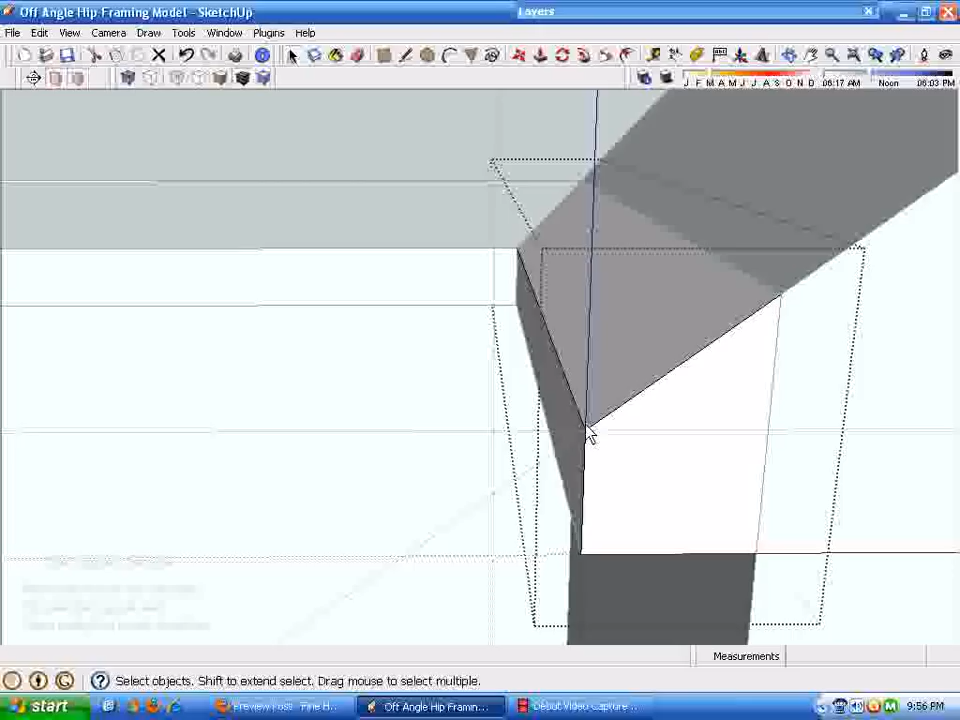 Off Angle Hip Framing Model - SketchUp
Layers
File Edit View Camera Draw Tools Window Plugins Help
J F M A M J J A S O N D 06:17 AM Noon 06:03 PM
Measurements
Select objects. Shift to extend select. Drag mouse to select multiple.
start
Off Angle Hip Framin...
Debut Video Capture ...
9:56 PM